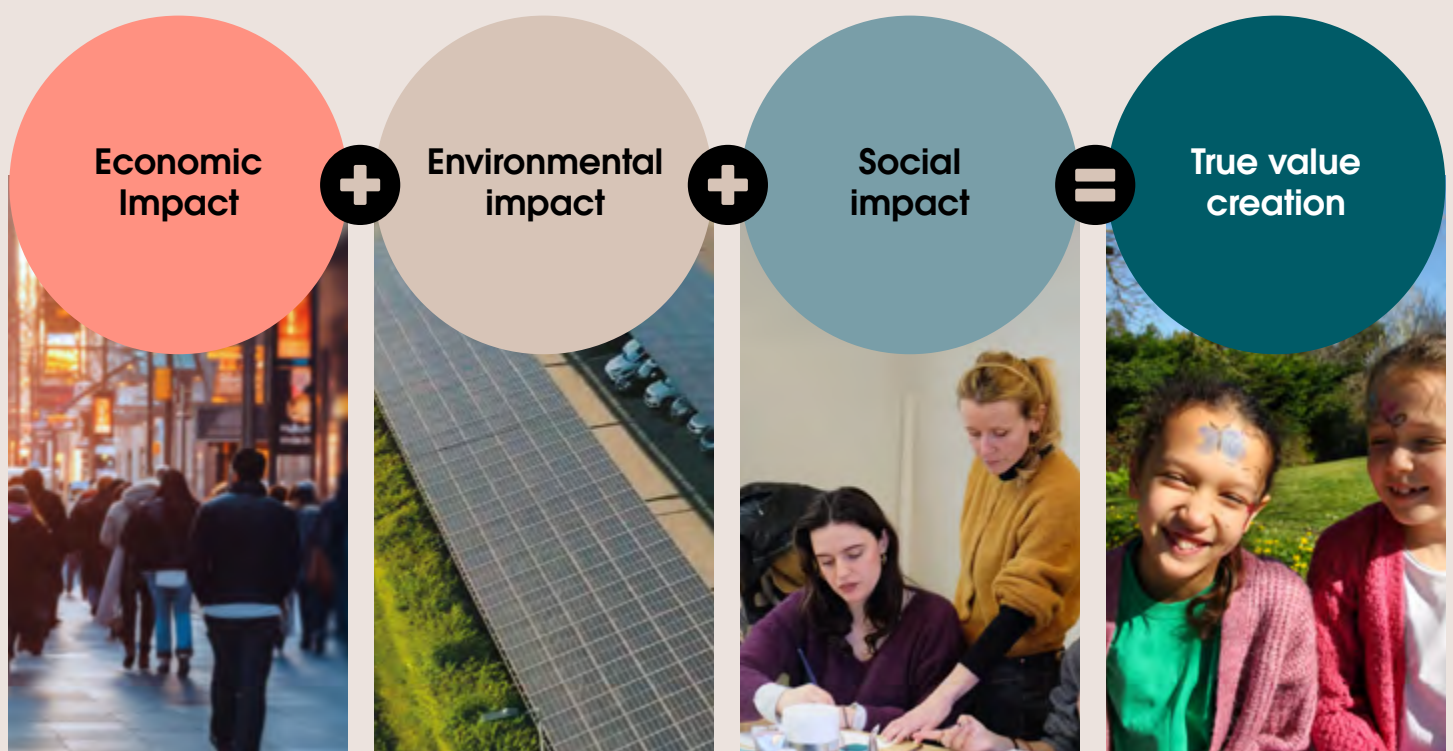 Economic
Impact
+
Environmental
impact
+
Social
impact
=
True value
creation